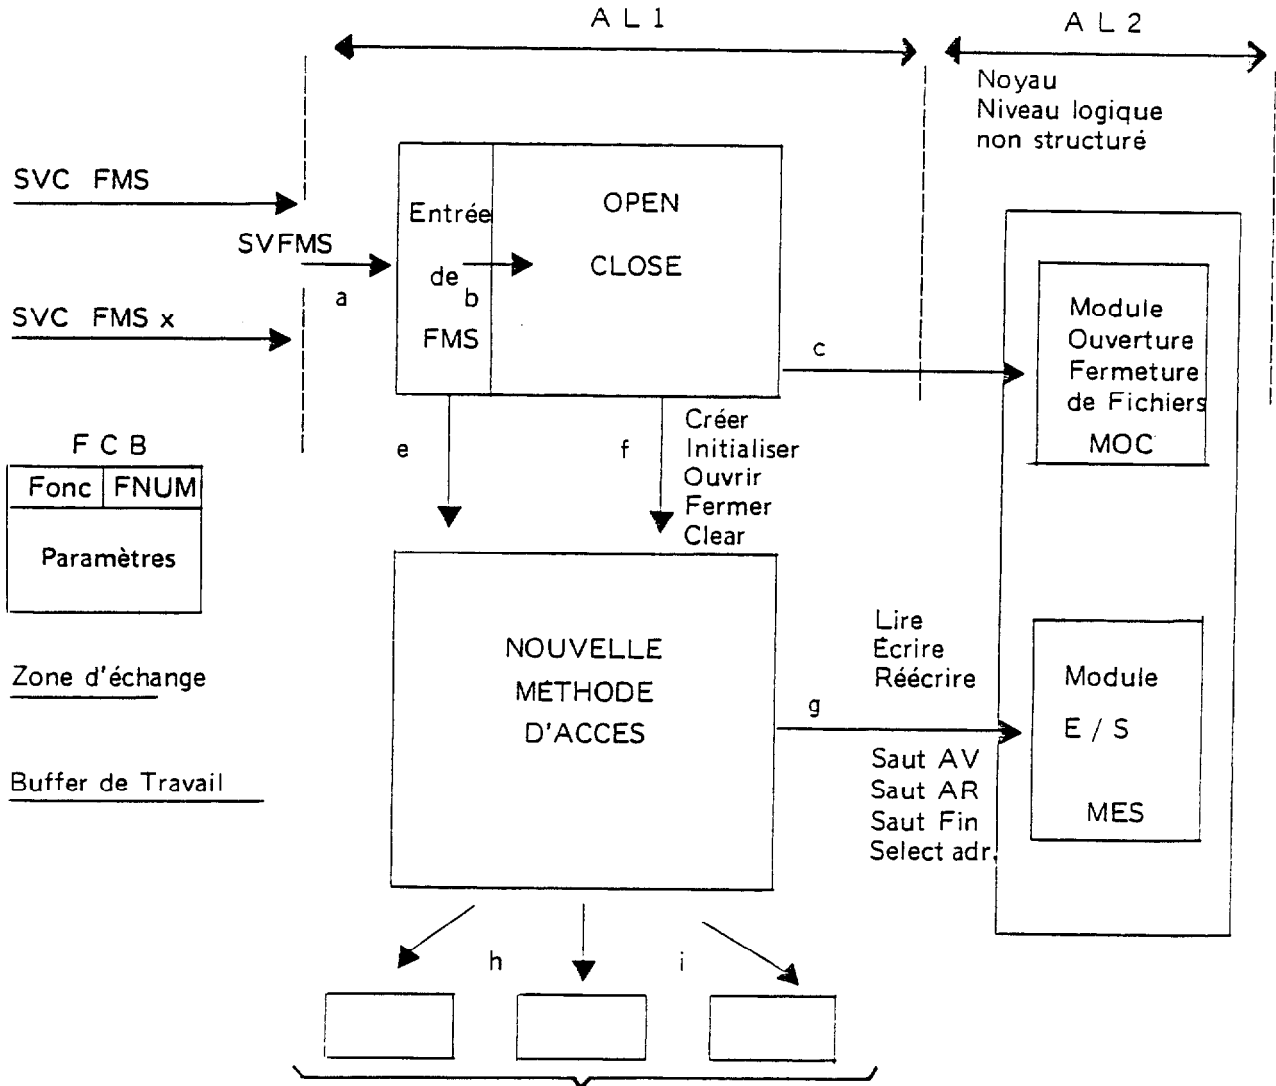 A L 1
A L 2
Noyau
Niveau logique
non structuré
SVC FMS
SVFMS
a
SVC FMS x
Entrée
de
FMS
b
OPEN
CLOSE
c
Module
Ouverture
Fermeture
de Fichiers
MOC
F C B
Fonc FNUM
Paramètres
e
f
Créer
Initialiser
Ouvrir
Fermer
Clear
Zone d'échange
Buffer de Travail
NOUVELLE
MÉTHODE
D'ACCES
Lire
Écrire
Réécrire
g
Saut AV
Saut AR
Saut Fin
Select adr.
Module
E / S
MES
h
i